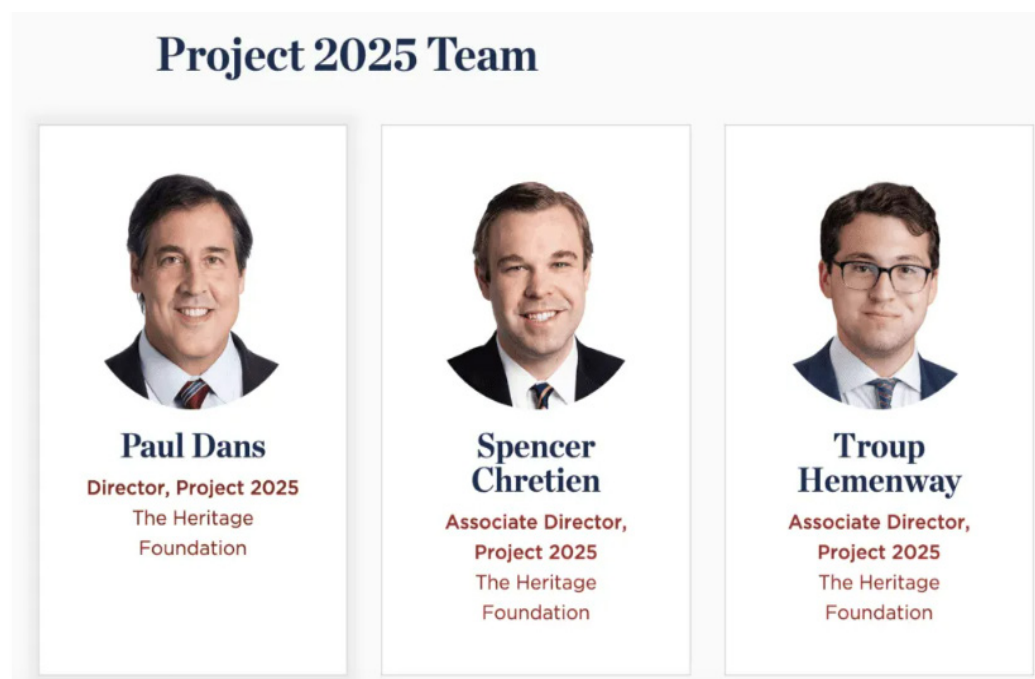 Project 2025 Team
Paul Dans
Director, Project 2025
The Heritage
Foundation
Spencer
Chretien
Associate Director,
Project 2025
The Heritage
Foundation
Troup
Hemenway
Associate Director,
Project 2025
The Heritage
Foundation